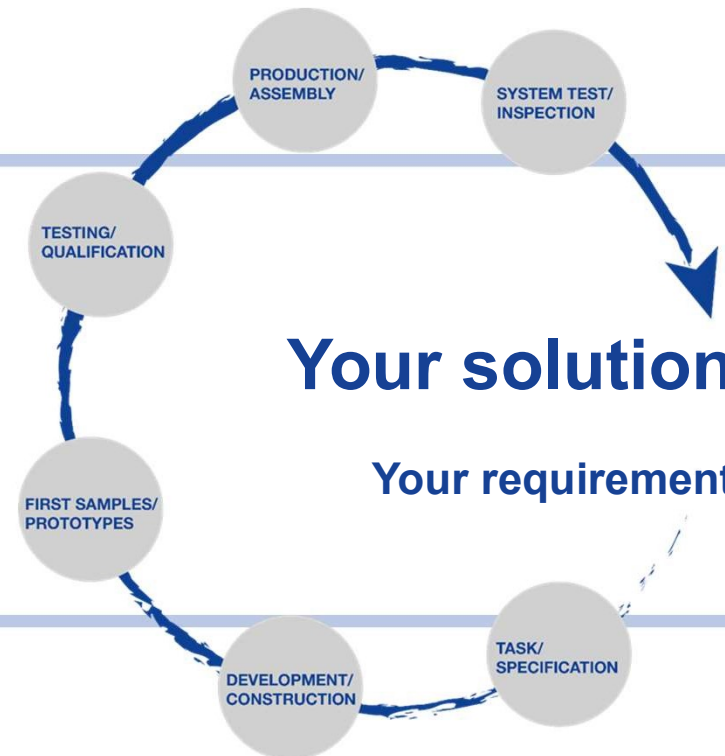 PRODUCTION/
ASSEMBLY
SYSTEM TEST/
INSPECTION
TESTING/
QUALIFICATION
Your solution
Your requirement
FIRST SAMPLES/
PROTOTYPES
TASK/
SPECIFICATION
DEVELOPMENT/
CONSTRUCTION